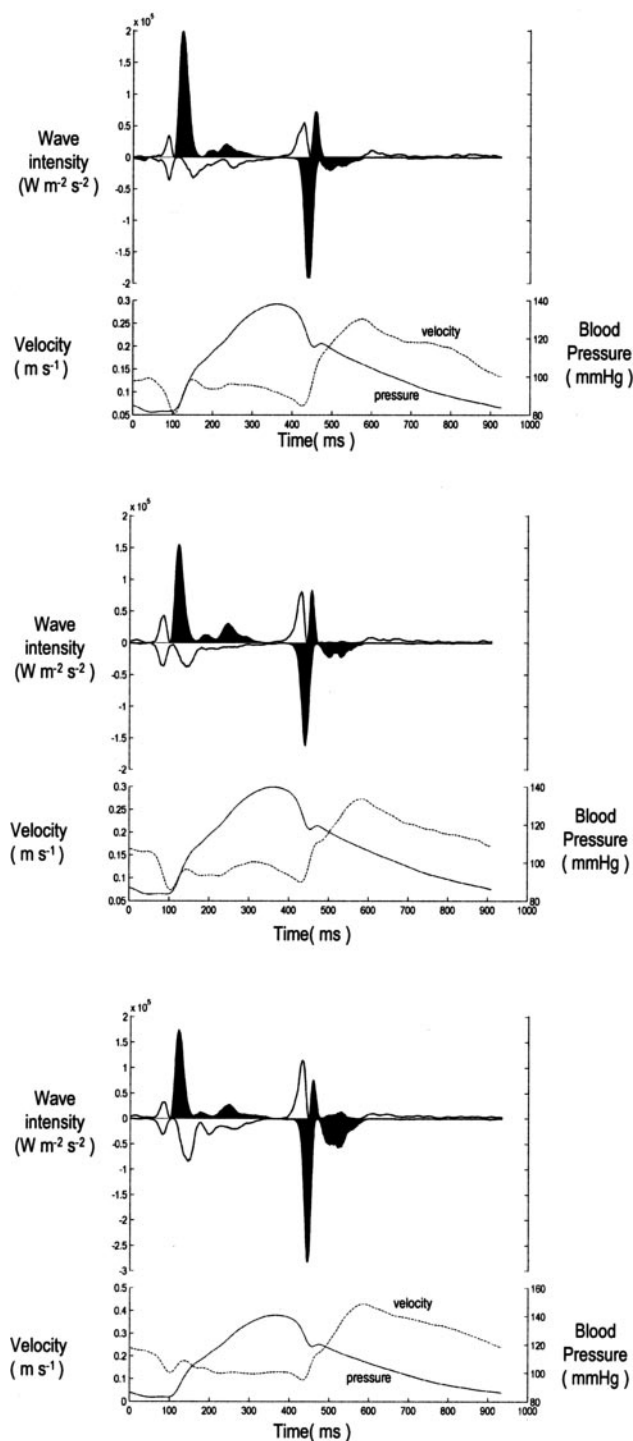 x 10⁵
2
1.5
1
0.5
0
-0.5
-1
-1.5
-2
Wave
intensity
(W m⁻² s⁻²)
0.3
0.25
0.2
0.15
0.1
0.05
Velocity
( m s⁻¹)
velocity
pressure
140
120
100
80
Blood
Pressure
( mmHg)
0 100 200 300 400 500 600 700 800 900 1000
Time( ms)
x 10⁵
2
1.5
1
0.5
0
-0.5
-1
-1.5
-2
Wave
intensity
(W m⁻² s⁻²)
0.3
0.25
0.2
0.15
0.1
0.05
Velocity
( m s⁻¹)
140
120
100
80
Blood
Pressure
( mmHg)
0 100 200 300 400 500 600 700 800 900 1000
Time( ms)
x 10⁵
2
1.5
1
0.5
0
-0.5
-1
-1.5
-2
-2.5
-3
Wave
intensity
(W m⁻² s⁻²)
0.5
0.4
0.3
0.2
0.1
0
Velocity
( m s⁻¹)
velocity
pressure
160
140
120
100
80
Blood
Pressure
( mmHg)
0 100 200 300 400 500 600 700 800 900 1000
Time( ms)